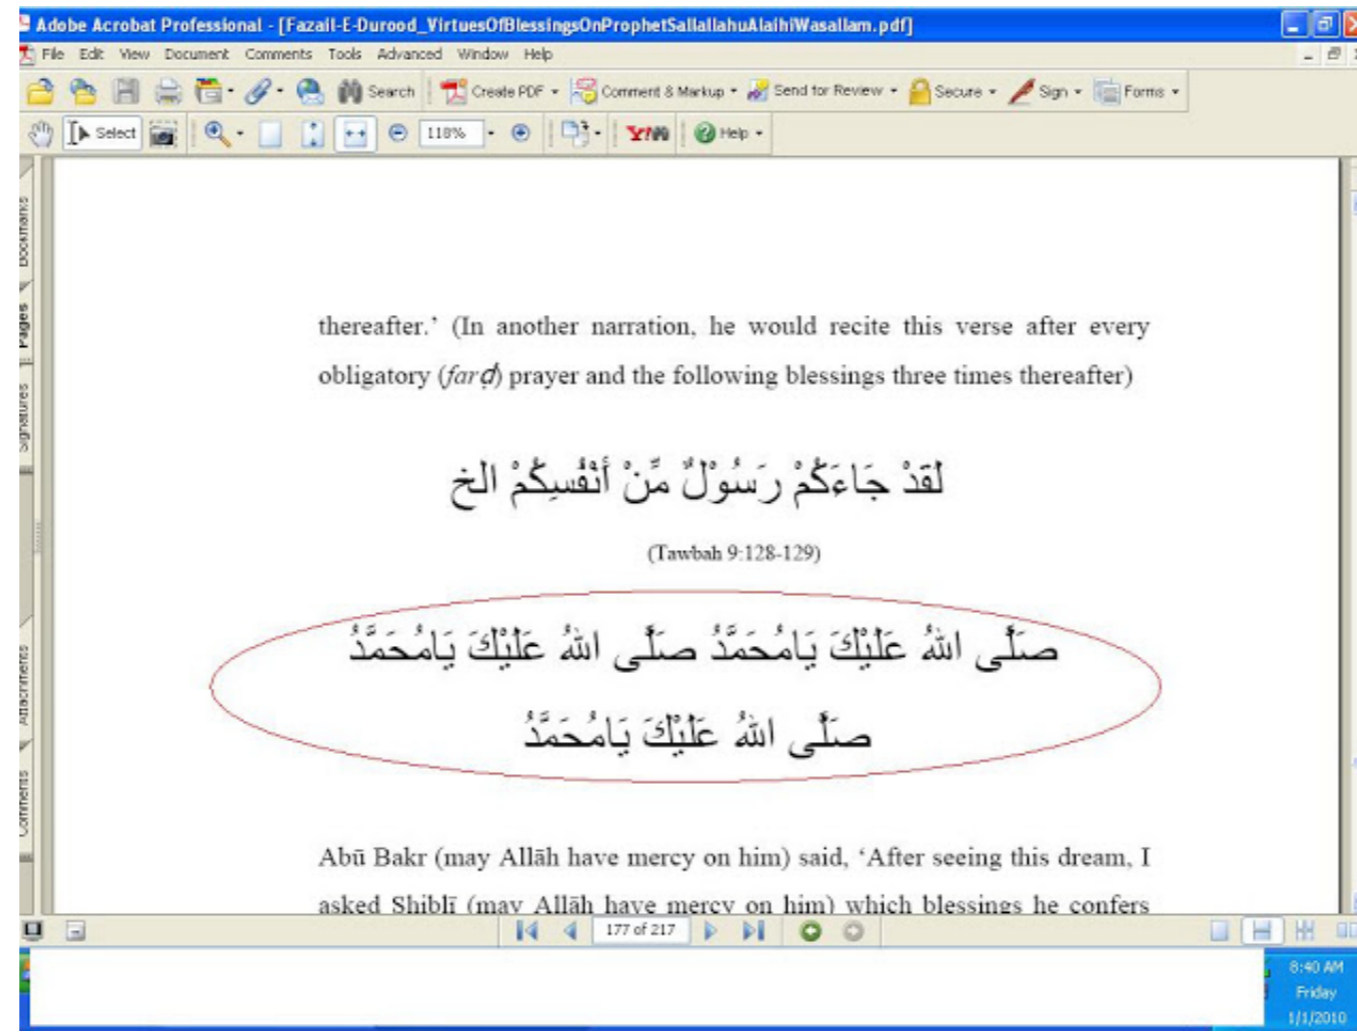 Adobe Acrobat Professional - [Fazail-E-Durood_VirtuesOfBlessingsOnProphetSallallahuAlaihiWasallam.pdf]
File Edit View Document Comments Tools Advanced Window Help
Search Create PDF Comment & Markup Send for Review Secure Sign Forms
Select 118% Y! Help
Bookmarks
Pages
Signatures
Attachments
Comments
thereafter.’ (In another narration, he would recite this verse after every
obligatory (farḍ) prayer and the following blessings three times thereafter)
لَقَدْ جَاءَكُمْ رَسُوْلٌ مِّنْ أَنْفُسِكُمْ الخ
(Tawbah 9:128-129)
صَلَّى اللهُ عَلَيْكَ يَامُحَمَّدُ صَلَّى اللهُ عَلَيْكَ يَامُحَمَّدُ
صَلَّى اللهُ عَلَيْكَ يَامُحَمَّدُ
Abū Bakr (may Allāh have mercy on him) said, ‘After seeing this dream, I
asked Shiblī (may Allāh have mercy on him) which blessings he confers
177 of 217
8:40 AM
Friday
1/1/2010